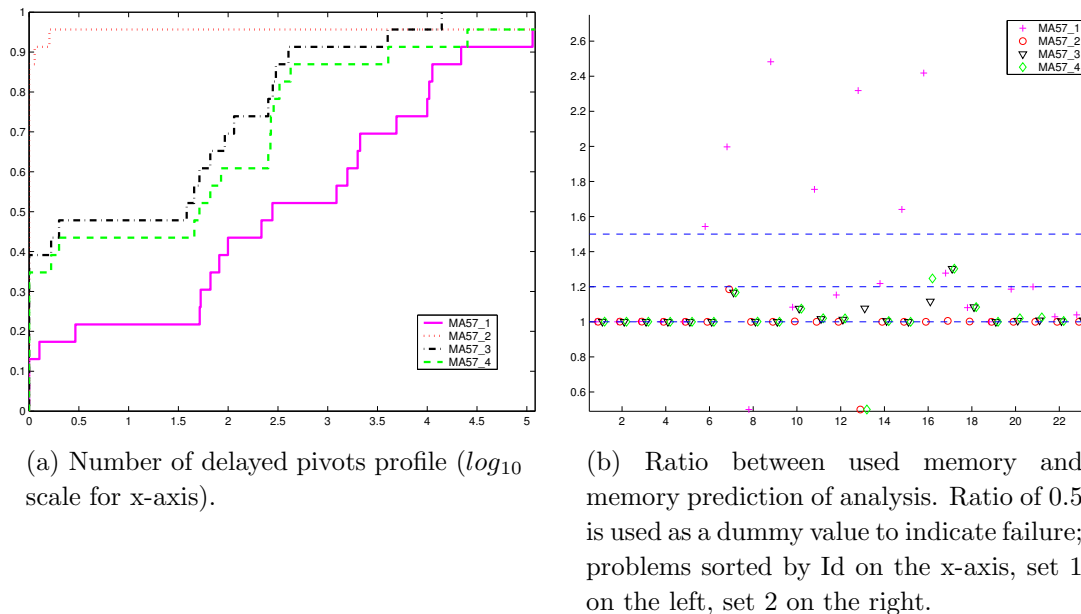 1
0.9
0.8
0.7
0.6
0.5
0.4
0.3
0.2
0.1
0
0 0.5 1 1.5 2 2.5 3 3.5 4 4.5 5
MA57_1
MA57_2
MA57_3
MA57_4
2.6
2.4
2.2
2
1.8
1.6
1.4
1.2
1
0.8
0.6
2 4 6 8 10 12 14 16 18 20 22
MA57_1
MA57_2
MA57_3
MA57_4
(a) Number of delayed pivots profile (log10
scale for x-axis).
(b) Ratio between used memory and
memory prediction of analysis. Ratio of 0.5
is used as a dummy value to indicate failure;
problems sorted by Id on the x-axis, set 1
on the left, set 2 on the right.